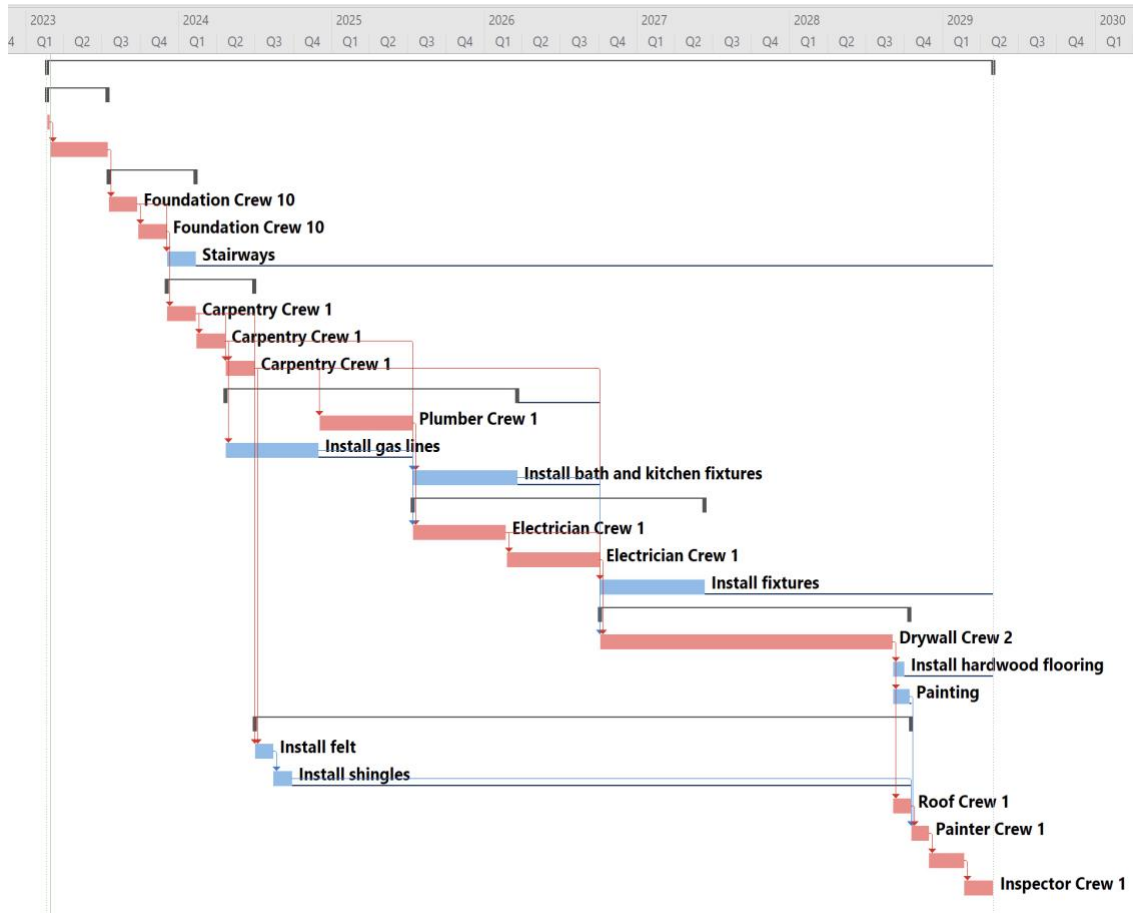 2023 2024 2025 2026 2027 2028 2029 2030
4 Q1 Q2 Q3 Q4 Q1 Q2 Q3 Q4 Q1 Q2 Q3 Q4 Q1 Q2 Q3 Q4 Q1 Q2 Q3 Q4 Q1 Q2 Q3 Q4 Q1 Q2 Q3 Q4 Q1
Foundation Crew 10
Foundation Crew 10
Stairways
Carpentry Crew 1
Carpentry Crew 1
Carpentry Crew 1
Plumber Crew 1
Install gas lines
Install bath and kitchen fixtures
Electrician Crew 1
Electrician Crew 1
Install fixtures
Drywall Crew 2
Install hardwood flooring
Painting
Install felt
Install shingles
Roof Crew 1
Painter Crew 1
Inspector Crew 1